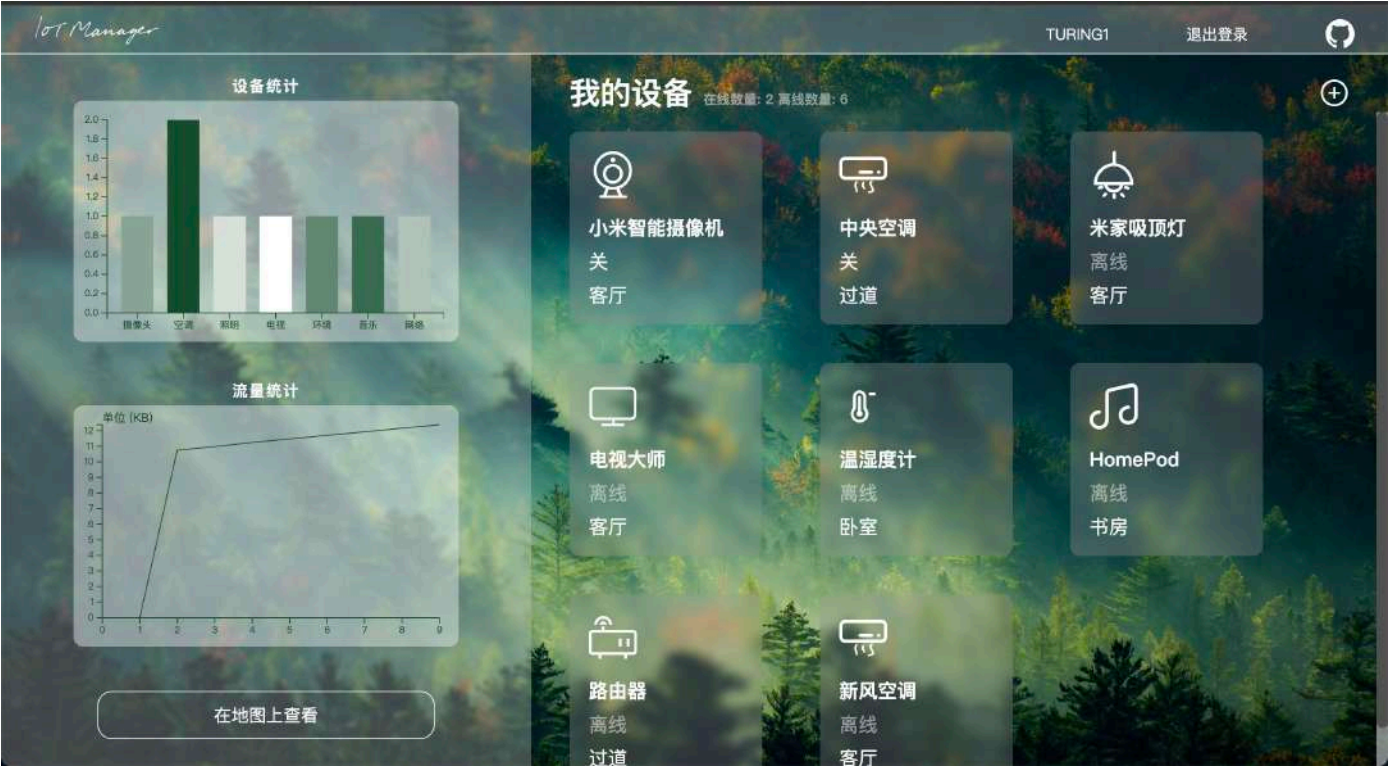 IoT Manager
TURING1
退出登录
设备统计
2.0
1.8
1.6
1.4
1.2
1.0
0.8
0.6
0.4
0.2
0.0
摄像头 空调 照明 电视 环境 音乐 网络
流量统计
单位 (KB)
12
11
10
9
8
7
6
5
4
3
2
1
0
0 1 2 3 4 5 6 7 8 9
在地图上查看
我的设备 在线数量: 2 离线数量: 6
小米智能摄像机
关
客厅
中央空调
关
过道
米家吸顶灯
离线
客厅
电视大师
离线
客厅
温湿度计
离线
卧室
HomePod
离线
书房
路由器
离线
过道
新风空调
离线
客厅